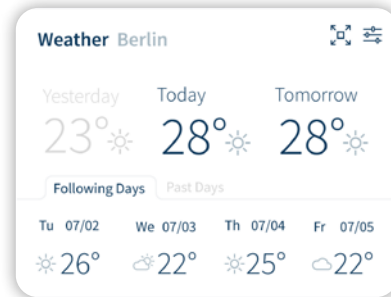 Weather Berlin
Yesterday Today Tomorrow
23° 28° 28°
Following Days Past Days
Tu 07/02 We 07/03 Th 07/04 Fr 07/05
26° 22° 25° 22°